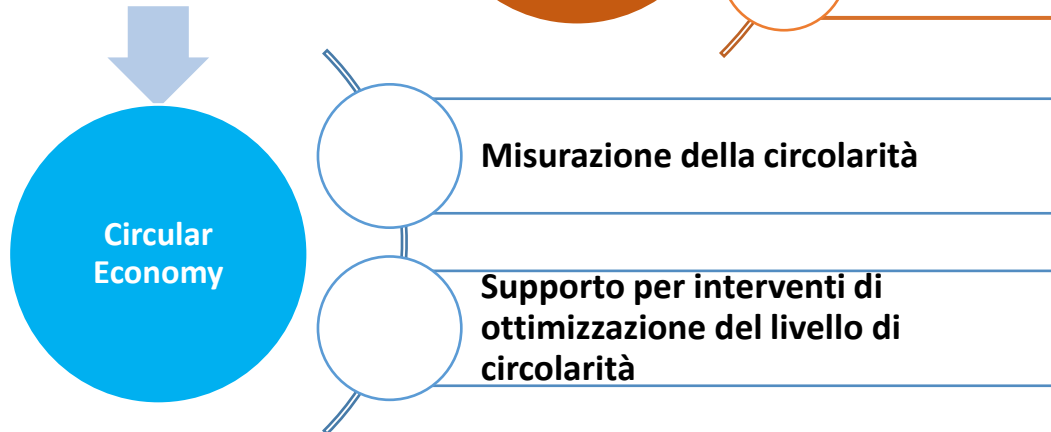 Circular
Economy
Misurazione della circolarità
Supporto per interventi di
ottimizzazione del livello di
circolarità